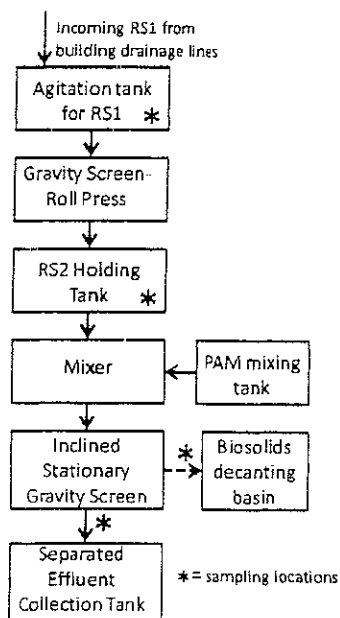 Incoming RS1 from
building drainage lines
Agitation tank
for RS1 *
Gravity Screen-
Roll Press
RS2 Holding
Tank *
Mixer
PAM mixing
tank
Inclined
Stationary
Gravity Screen
*
Biosolids
decanting
basin
*
Separated
Effluent
Collection Tank
* = sampling locations